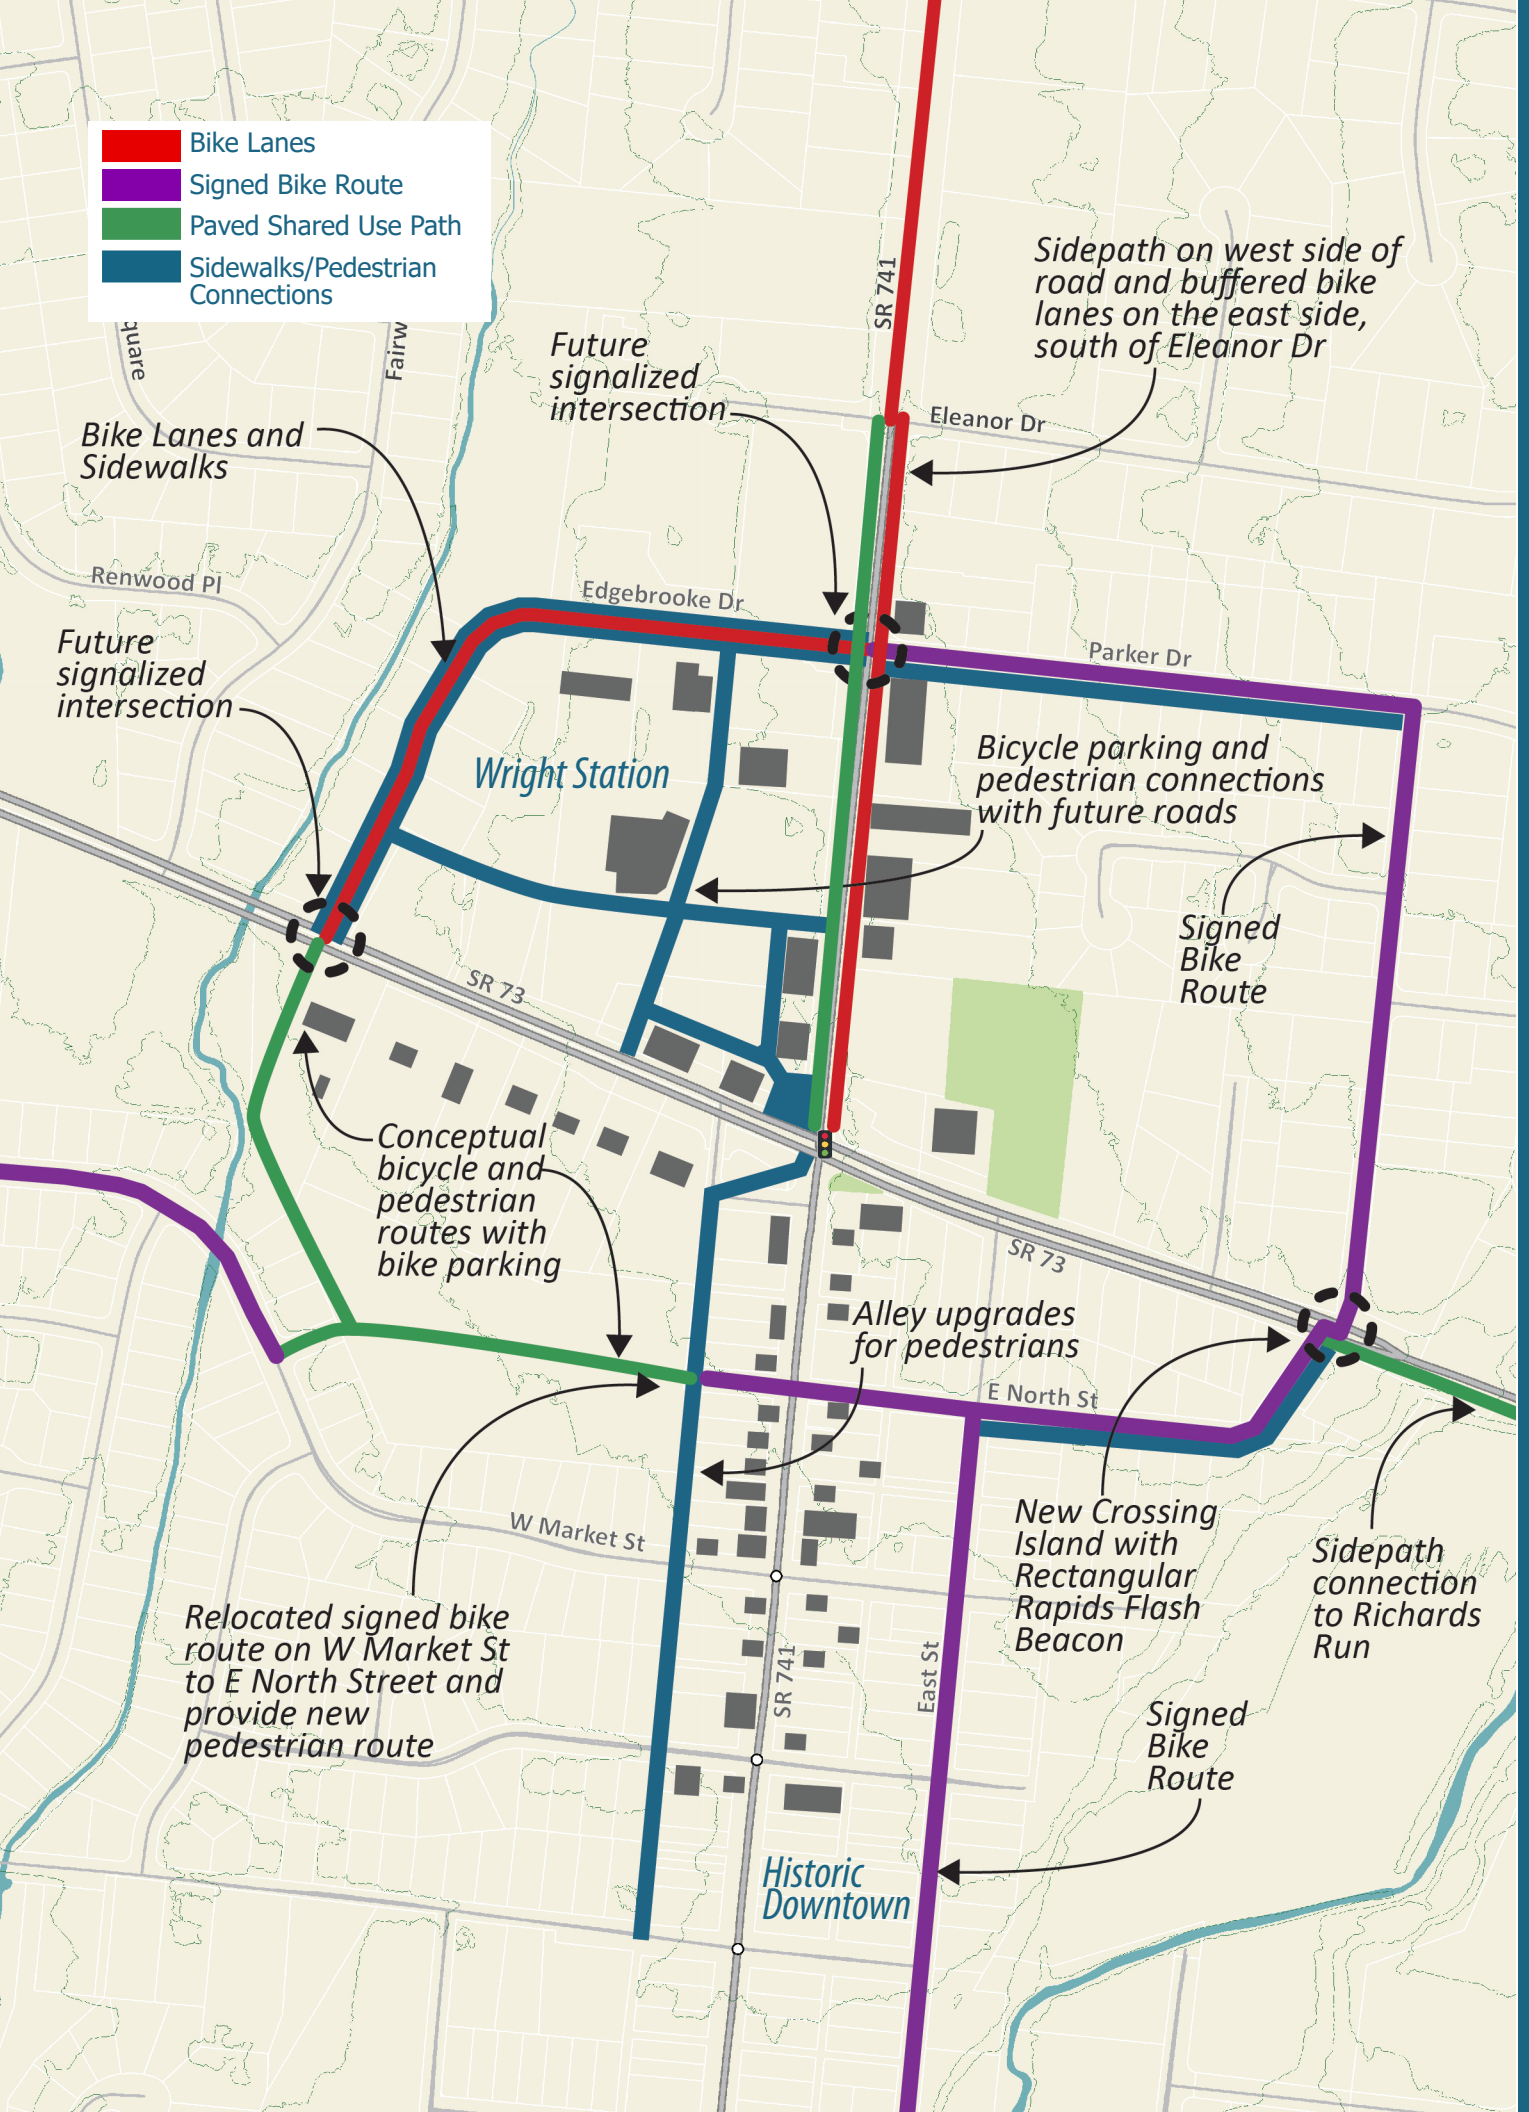 Bike Lanes
Signed Bike Route
Paved Shared Use Path
Sidewalks/Pedestrian
Connections
quare
Fairw
SR 741
Sidepath on west side of
road and buffered bike
lanes on the east side,
south of Eleanor Dr
Future
signalized
intersection
Eleanor Dr
Bike Lanes and
Sidewalks
Renwood Pl
Edgebrooke Dr
Future
signalized
intersection
Parker Dr
Wright Station
Bicycle parking and
pedestrian connections
with future roads
Signed
Bike
Route
SR 73
Conceptual
bicycle and
pedestrian
routes with
bike parking
SR 73
Alley upgrades
for pedestrians
E North St
W Market St
New Crossing
Island with
Rectangular
Rapids Flash
Beacon
Sidepath
connection
to Richards
Run
Relocated signed bike
route on W Market St
to E North Street and
provide new
pedestrian route
SR 741
East St
Signed
Bike
Route
Historic
Downtown